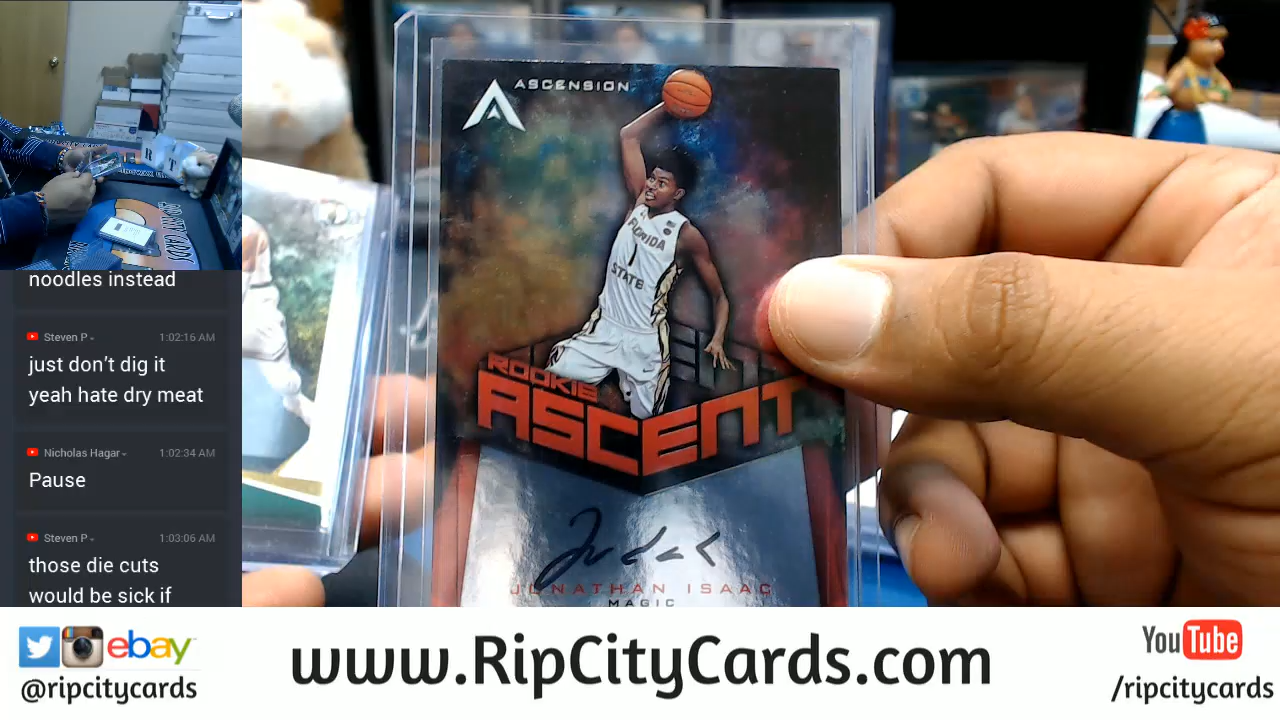 noodles instead
Steven P
1:02:16 AM
just don't dig it
yeah hate dry meat
Nicholas Hagar
1:02:34 AM
Pause
Steven P
1:03:06 AM
those die cuts
would be sick if
ASCENSION
FLORIDA
1
STATE
ROOKIE
ASCENT
JONATHAN ISAAC
MAGIC
R
T
ebay
@ripcitycards
www.RipCityCards.com
YouTube
/ripcitycards